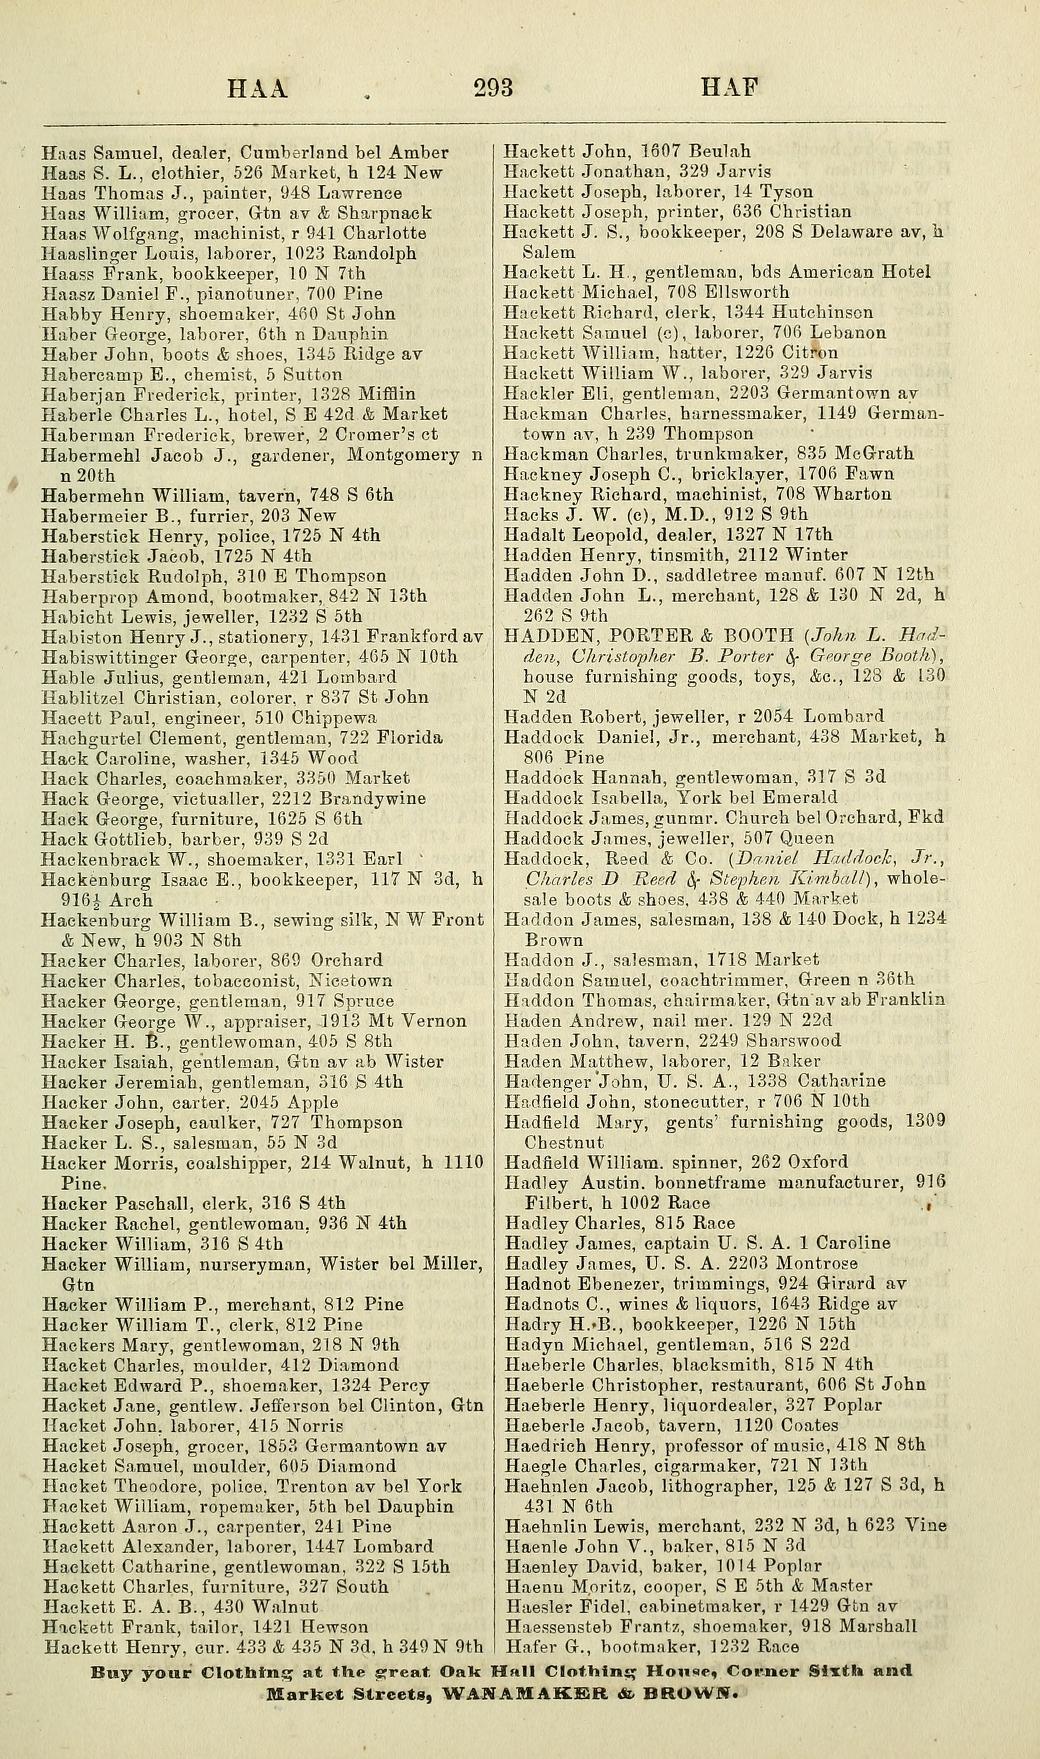 HAA 293 HAF
Haas Samuel, dealer, Cumberland bel Amber
Haas S. L., clothier, 526 Market, h 124 New
Haas Thomas J., painter, 948 Lawrence
Haas William, grocer, Gtn av & Sharpnack
Haas Wolfgang, machinist, r 941 Charlotte
Haaslinger Louis, laborer, 1023 Randolph
Haass Frank, bookkeeper, 10 N 7th
Haasz Daniel F., pianotuner, 700 Pine
Habby Henry, shoemaker, 460 St John
Haber George, laborer, 6th n Dauphin
Haber John, boots & shoes, 1345 Ridge av
Habercamp E., chemist, 5 Sutton
Haberjan Frederick, printer, 1328 Mifflin
Haberle Charles L., hotel, S E 42d & Market
Haberman Frederick, brewer, 2 Cromer's ct
Habermehl Jacob J., gardener, Montgomery n
n 20th
Habermehn William, tavern, 748 S 6th
Habermeier B., furrier, 203 New
Haberstick Henry, police, 1725 N 4th
Haberstick Jacob, 1725 N 4th
Haberstick Rudolph, 310 E Thompson
Haberprop Amond, bootmaker, 842 N 13th
Habicht Lewis, jeweller, 1232 S 5th
Habiston Henry J., stationery, 1431 Frankford av
Habiswittinger George, carpenter, 465 N 10th
Hable Julius, gentleman, 421 Lombard
Hablitzel Christian, colorer, r 837 St John
Hacett Paul, engineer, 510 Chippewa
Hachgurtel Clement, gentleman, 722 Florida
Hack Caroline, washer, 1345 Wood
Hack Charles, coachmaker, 3350 Market
Hack George, victualler, 2212 Brandywine
Hack George, furniture, 1625 S 6th
Hack Gottlieb, barber, 939 S 2d
Hackenbrack W., shoemaker, 1331 Earl
Hackenburg Isaac E., bookkeeper, 117 N 3d, h
916½ Arch
Hackenburg William B., sewing silk, N W Front
& New, h 903 N 8th
Hacker Charles, laborer, 869 Orchard
Hacker Charles, tobacconist, Nicetown
Hacker George, gentleman, 917 Spruce
Hacker George W., appraiser, 1913 Mt Vernon
Hacker H. B., gentlewoman, 405 S 8th
Hacker Isaiah, gentleman, Gtn av ab Wister
Hacker Jeremiah, gentleman, 316 S 4th
Hacker John, carter, 2045 Apple
Hacker Joseph, caulker, 727 Thompson
Hacker L. S., salesman, 55 N 3d
Hacker Morris, coalshipper, 214 Walnut, h 1110
Pine.
Hacker Paschall, clerk, 316 S 4th
Hacker Rachel, gentlewoman, 936 N 4th
Hacker William, 316 S 4th
Hacker William, nurseryman, Wister bel Miller,
Gtn
Hacker William P., merchant, 812 Pine
Hacker William T., clerk, 812 Pine
Hackers Mary, gentlewoman, 218 N 9th
Hacket Charles, moulder, 412 Diamond
Hacket Edward P., shoemaker, 1324 Percy
Hacket Jane, gentlew. Jefferson bel Clinton, Gtn
Hacket John, laborer, 415 Norris
Hacket Joseph, grocer, 1853 Germantown av
Hacket Samuel, moulder, 605 Diamond
Hacket Theodore, police, Trenton av bel York
Hacket William, ropemaker, 5th bel Dauphin
Hackett Aaron J., carpenter, 241 Pine
Hackett Alexander, laborer, 1447 Lombard
Hackett Catharine, gentlewoman, 322 S 15th
Hackett Charles, furniture, 327 South
Hackett E. A. B., 430 Walnut
Hackett Frank, tailor, 1421 Hewson
Hackett Henry, cur. 433 & 435 N 3d, h 349 N 9th
Hackett John, 1607 Beulah
Hackett Jonathan, 329 Jarvis
Hackett Joseph, laborer, 14 Tyson
Hackett Joseph, printer, 636 Christian
Hackett J. S., bookkeeper, 208 S Delaware av, h
Salem
Hackett L. H., gentleman, bds American Hotel
Hackett Michael, 708 Ellsworth
Hackett Richard, clerk, 1344 Hutchinson
Hackett Samuel (c), laborer, 706 Lebanon
Hackett William, hatter, 1226 Citron
Hackett William W., laborer, 329 Jarvis
Hackler Eli, gentleman, 2203 Germantown av
Hackman Charles, harnessmaker, 1149 German-
town av, h 239 Thompson
Hackman Charles, trunkmaker, 835 McGrath
Hackney Joseph C., bricklayer, 1706 Fawn
Hackney Richard, machinist, 708 Wharton
Hacks J. W. (c), M.D., 912 S 9th
Hadalt Leopold, dealer, 1327 N 17th
Hadden Henry, tinsmith, 2112 Winter
Hadden John D., saddletree manuf. 607 N 12th
Hadden John L., merchant, 128 & 130 N 2d, h
262 S 9th
HADDEN, PORTER & BOOTH (John L. Had-
den, Christopher B. Porter & George Booth),
house furnishing goods, toys, &c., 128 & 130
N 2d
Hadden Robert, jeweller, r 2054 Lombard
Haddock Daniel, Jr., merchant, 438 Market, h
806 Pine
Haddock Hannah, gentlewoman, 317 S 3d
Haddock Isabella, York bel Emerald
Haddock James, gunmr. Church bel Orchard, Fkd
Haddock James, jeweller, 507 Queen
Haddock, Reed & Co. (Daniel Haddock, Jr.,
Charles D Reed & Stephen Kimball), whole-
sale boots & shoes, 438 & 440 Market
Haddon James, salesman, 138 & 140 Dock, h 1234
Brown
Haddon J., salesman, 1718 Market
Haddon Samuel, coachtrimmer, Green n 36th
Haddon Thomas, chairmaker, Gtn av ab Franklin
Haden Andrew, nail mer. 129 N 22d
Haden John, tavern, 2249 Sharswood
Haden Matthew, laborer, 12 Baker
Hadenger John, U. S. A., 1338 Catharine
Hadfield John, stonecutter, r 706 N 10th
Hadfield Mary, gents' furnishing goods, 1309
Chestnut
Hadfield William. spinner, 262 Oxford
Hadley Austin. bonnetframe manufacturer, 916
Filbert, h 1002 Race
Hadley Charles, 815 Race
Hadley James, captain U. S. A. 1 Caroline
Hadley James, U. S. A. 2203 Montrose
Hadnot Ebenezer, trimmings, 924 Girard av
Hadnots C., wines & liquors, 1643 Ridge av
Hadry H. B., bookkeeper, 1226 N 15th
Hadyn Michael, gentleman, 516 S 22d
Haeberle Charles, blacksmith, 815 N 4th
Haeberle Christopher, restaurant, 606 St John
Haeberle Henry, liquordealer, 327 Poplar
Haeberle Jacob, tavern, 1120 Coates
Haedrich Henry, professor of music, 418 N 8th
Haegle Charles, cigarmaker, 721 N 13th
Haehnlen Jacob, lithographer, 125 & 127 S 3d, h
431 N 6th
Haehnlin Lewis, merchant, 232 N 3d, h 623 Vine
Haenle John V., baker, 815 N 3d
Haenley David, baker, 1014 Poplar
Haenu Moritz, cooper, S E 5th & Master
Haesler Fidel, cabinetmaker, r 1429 Gtn av
Haessensteb Frantz, shoemaker, 918 Marshall
Hafer G., bootmaker, 1232 Race
Buy your Clothing at the great Oak Hall Clothing House, Corner Sixth and
Market Streets, WANAMAKER & BROWN.